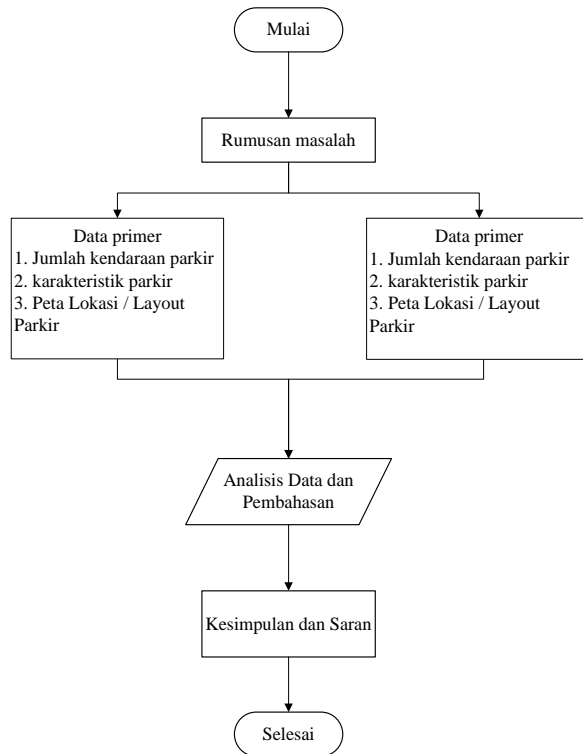 Mulai
Rumusan masalah
Data primer
1. Jumlah kendaraan parkir
2. karakteristik parkir
3. Peta Lokasi / Layout
Parkir
Data primer
1. Jumlah kendaraan parkir
2. karakteristik parkir
3. Peta Lokasi / Layout
Parkir
Analisis Data dan
Pembahasan
Kesimpulan dan Saran
Selesai